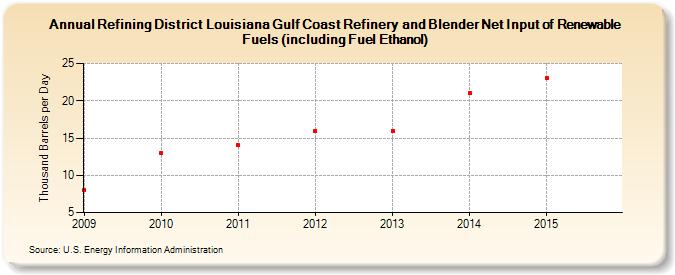 Annual Refining District Louisiana Gulf Coast Refinery and Blender Net Input of Renewable
Fuels (including Fuel Ethanol)
Thousand Barrels per Day
25
20
15
10
5
2009 2010 2011 2012 2013 2014 2015
Source: U.S. Energy Information Administration